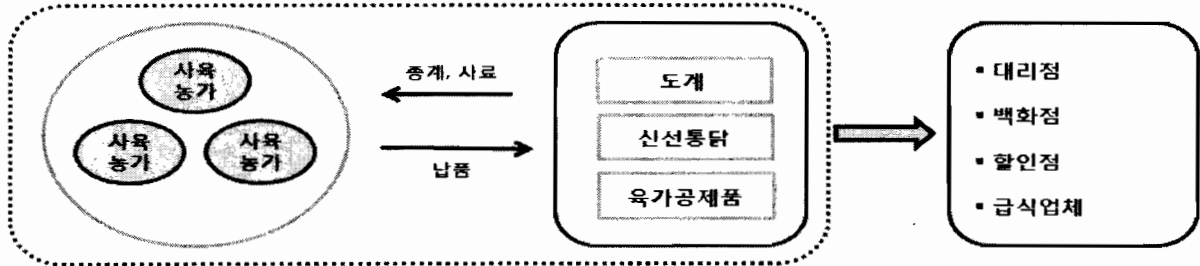 사육
농가
사육
농가
사육
농가
종계, 사료
납품
도계
신선통닭
육가공제품
▪ 대리점
▪ 백화점
▪ 할인점
▪ 급식업체